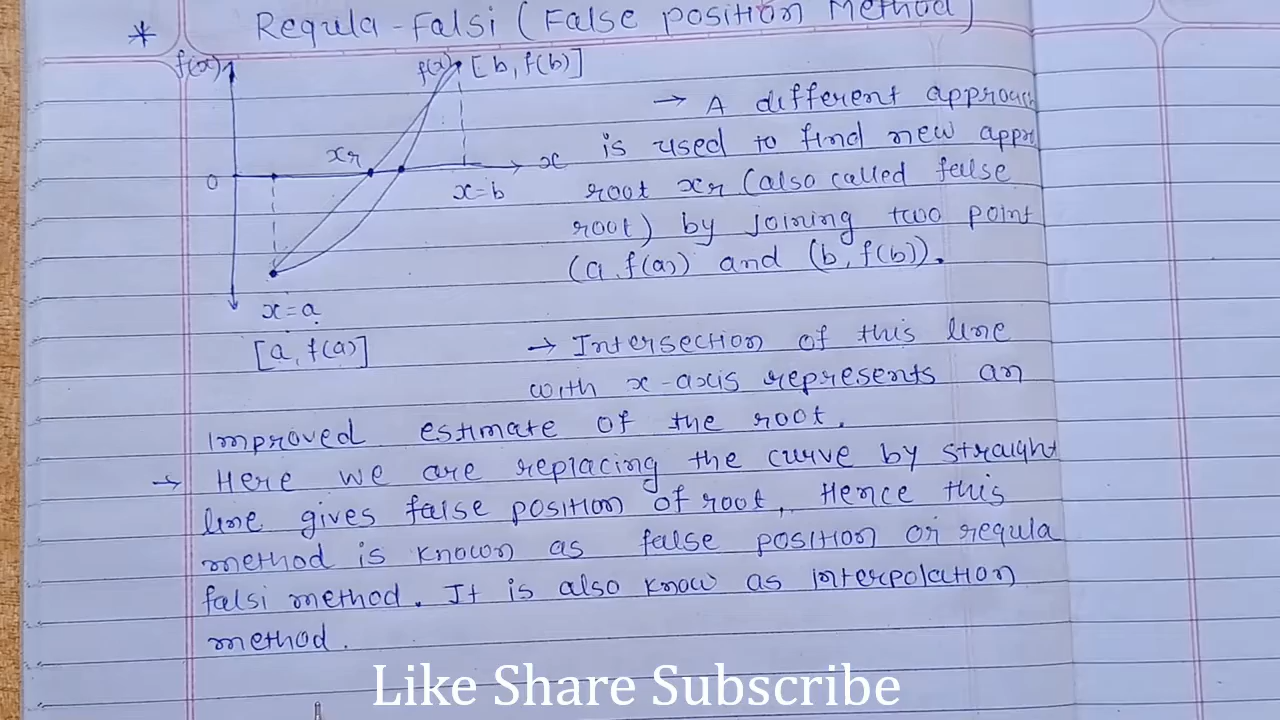 * Regula-Falsi (False position Method)
f(x)
f(x) [b, f(b)]
→ A different approach
xr
x
is used to find new appro
0
x=b
root xr (also called false
root) by joining two point
(a, f(a)) and (b, f(b)).
x=a
[a, f(a)]
→ Intersection of this line
with x-axis represents an
improved estimate of the root.
→ Here we are replacing the curve by straight
line gives false position of root, Hence this
method is known as false position or regula
falsi method. It is also know as interpolation
method.
Like Share Subscribe